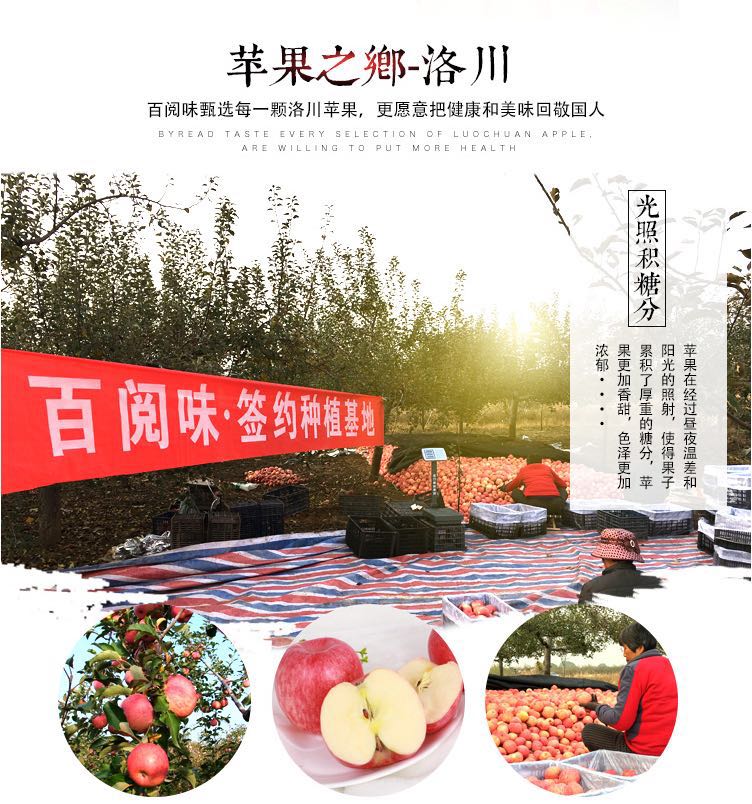 苹果之鄉-洛川
百阅味甄选每一颗洛川苹果，更愿意把健康和美味回敬国人
BYREAD TASTE EVERY SELECTION OF LUOCHUAN APPLE,
ARE WILLING TO PUT MORE HEALTH
光照积糖分
苹果在经过昼夜温差和
阳光的照射，使得果子
累积了厚重的糖分，苹
果更加香甜，色泽更加
浓郁····
百阅味·签约种植基地